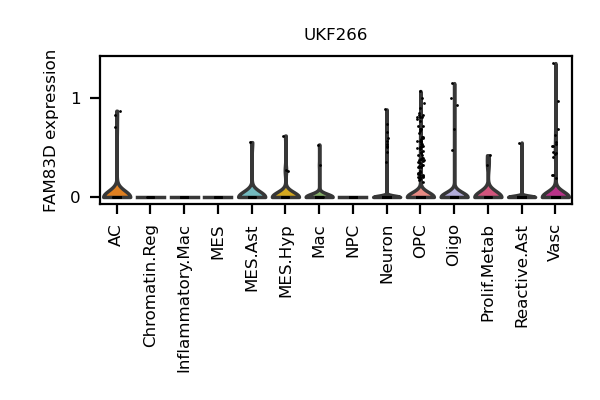 UKF266
FAM83D expression
1
0
AC
Chromatin.Reg
Inflammatory.Mac
MES
MES.Ast
MES.Hyp
Mac
NPC
Neuron
OPC
Oligo
Prolif.Metab
Reactive.Ast
Vasc